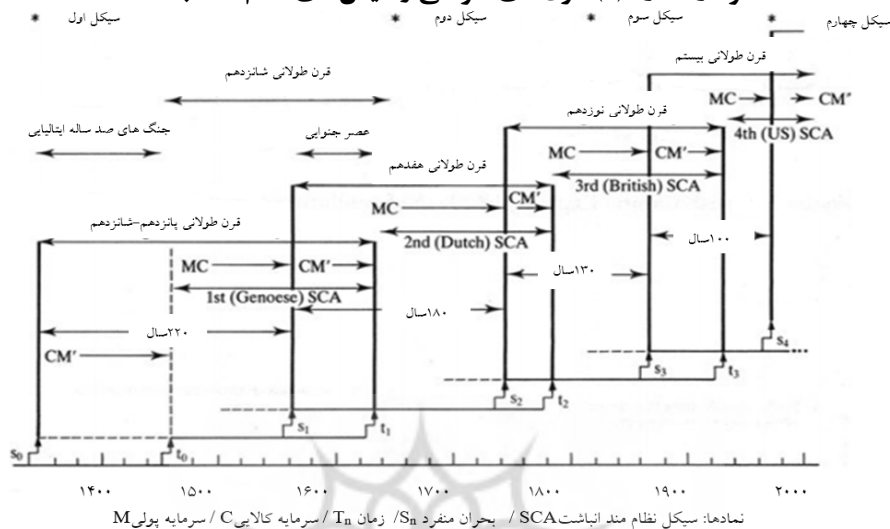 * سیکل اول * سیکل دوم * سیکل سوم * سیکل چهارم
قرن طولانی بیستم
قرن طولانی شانزدهم
MC CM′
قرن طولانی نوزدهم
4th (US) SCA
جنگ های صد ساله ایتالیایی
عصر جنوایی
MC CM′
قرن طولانی هفدهم
3rd (British) SCA
MC CM′
قرن طولانی پانزدهم-شانزدهم
2nd (Dutch) SCA
۱۰۰سال
MC CM′
۱۳۰سال
1st (Genoese) SCA
۱۸۰سال
۲۲۰سال
CM′
s4
s3 t3
s2 t2
s1 t1
s0 t0
۱۴۰۰ ۱۵۰۰ ۱۶۰۰ ۱۷۰۰ ۱۸۰۰ ۱۹۰۰ ۲۰۰۰
نمادها: سیکل نظام مند انباشتSCA / بحران منفرد Sn/ زمان Tn / سرمایه کالاییC / سرمایه پولیM